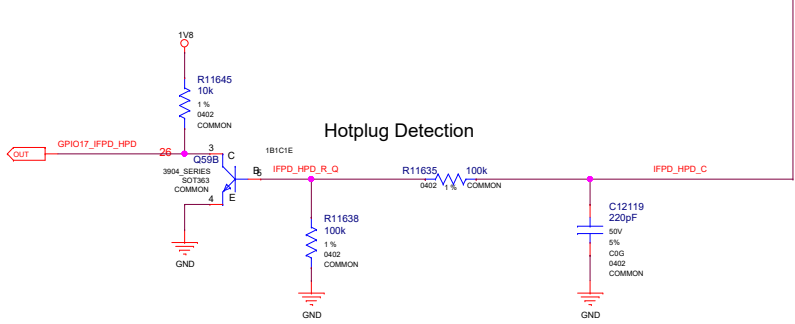 1V8
R11645
10k
1 %
0402
COMMON
Hotplug Detection
OUT
GPIO17_IFPD_HPD
26
3
C
1B1C1E
Q59B
3904_SERIES
SOT363
COMMON
B
5
IFPD_HPD_R_Q
R11635
100k
0402
1 %
COMMON
IFPD_HPD_C
4
E
GND
R11638
100k
1 %
0402
COMMON
GND
C12119
220pF
50V
5%
C0G
0402
COMMON
GND